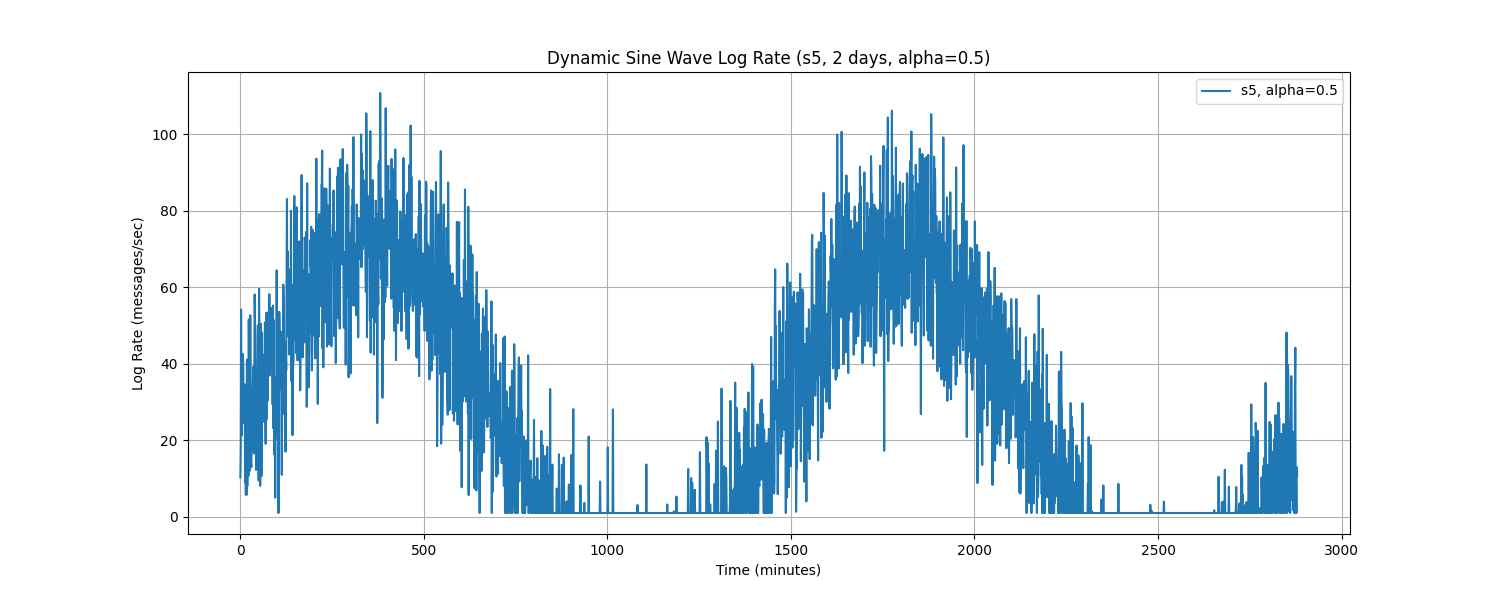 Dynamic Sine Wave Log Rate (s5, 2 days, alpha=0.5)
s5, alpha=0.5
Log Rate (messages/sec)
100
80
60
40
20
0
0 500 1000 1500 2000 2500 3000
Time (minutes)